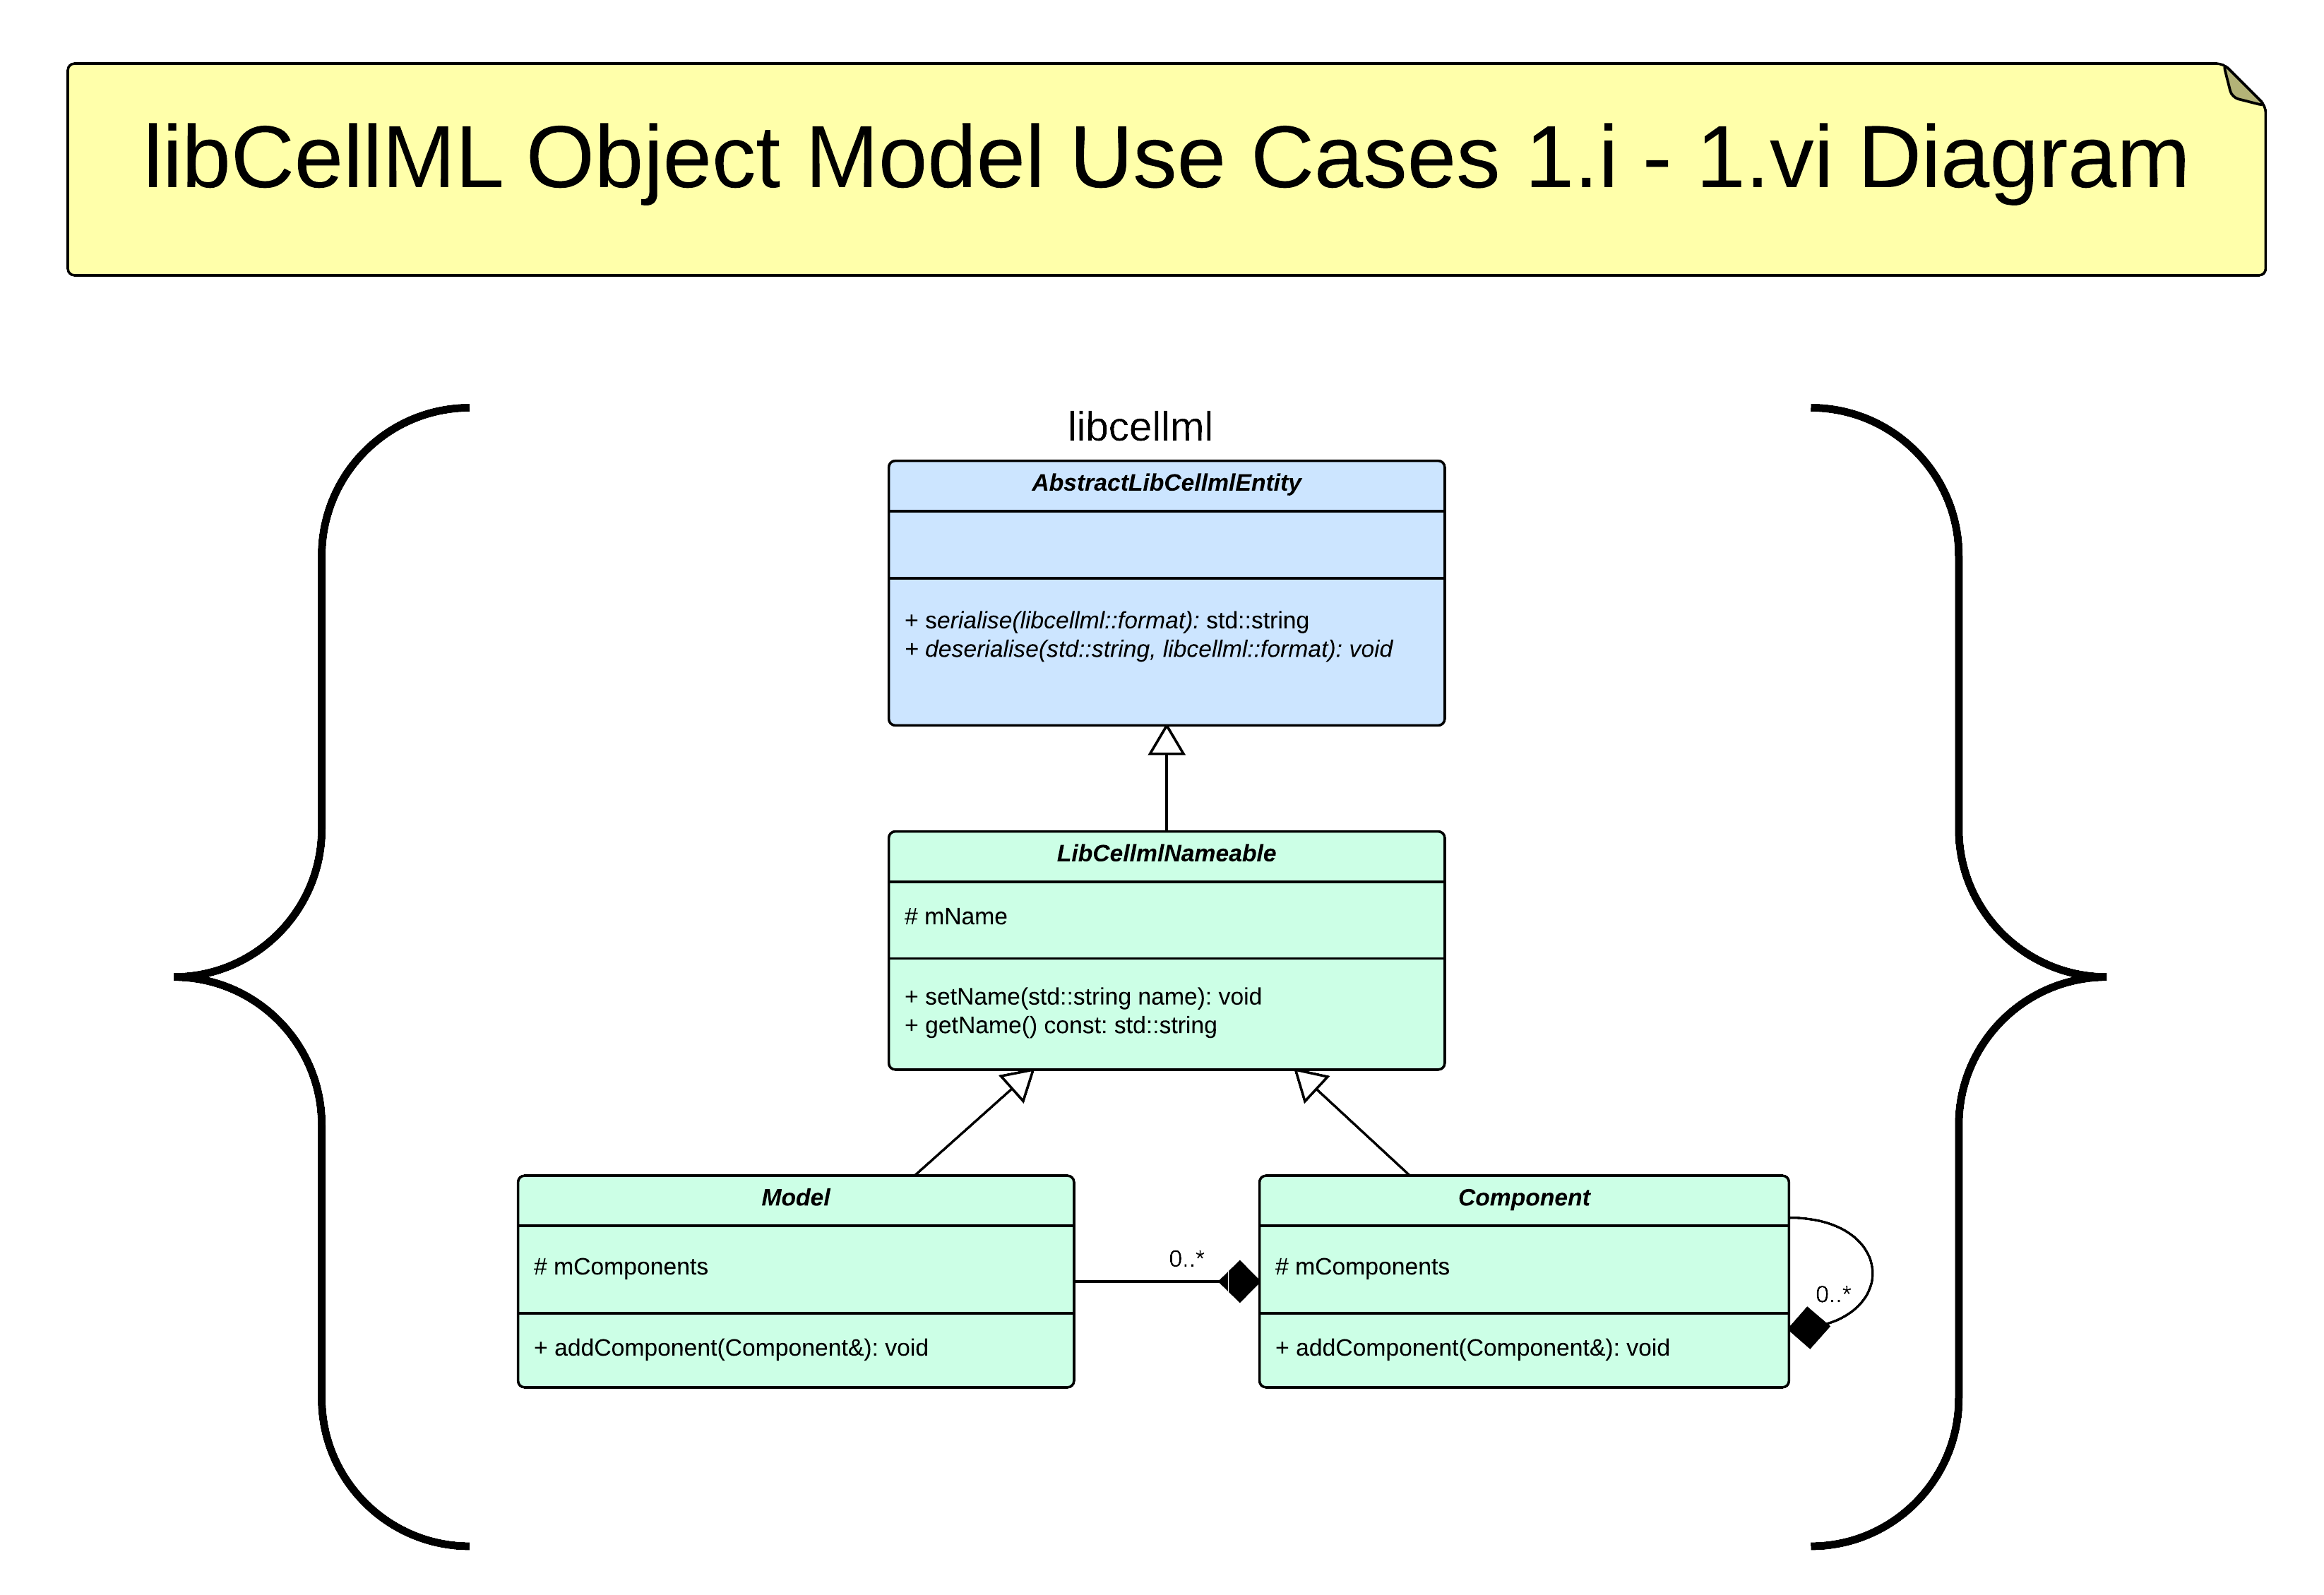 libCellML Object Model Use Cases 1.i - 1.vi Diagram
libcellml
AbstractLibCellmlEntity
+ serialise(libcellml::format): std::string
+ deserialise(std::string, libcellml::format): void
LibCellmlNameable
# mName
+ setName(std::string name): void
+ getName() const: std::string
Model
# mComponents
+ addComponent(Component&): void
0..*
Component
# mComponents
+ addComponent(Component&): void
0..*